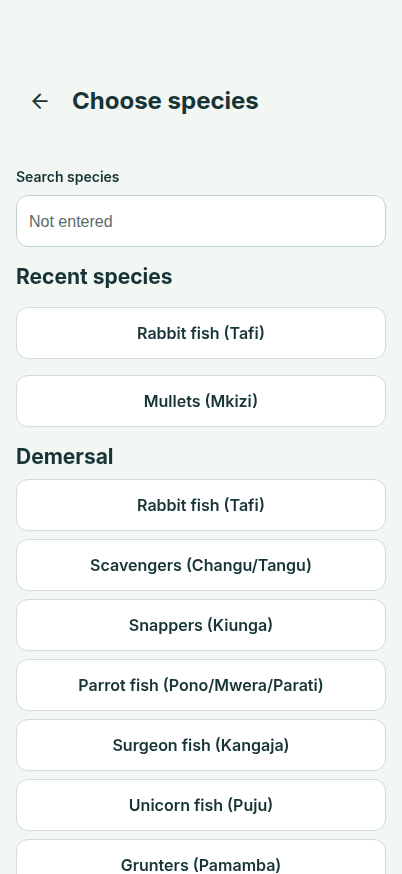 Choose species
Search species
Not entered
Recent species
Rabbit fish (Tafi)
Mullets (Mkizi)
Demersal
Rabbit fish (Tafi)
Scavengers (Changu/Tangu)
Snappers (Kiunga)
Parrot fish (Pono/Mwera/Parati)
Surgeon fish (Kangaja)
Unicorn fish (Puju)
Grunters (Pamamba)